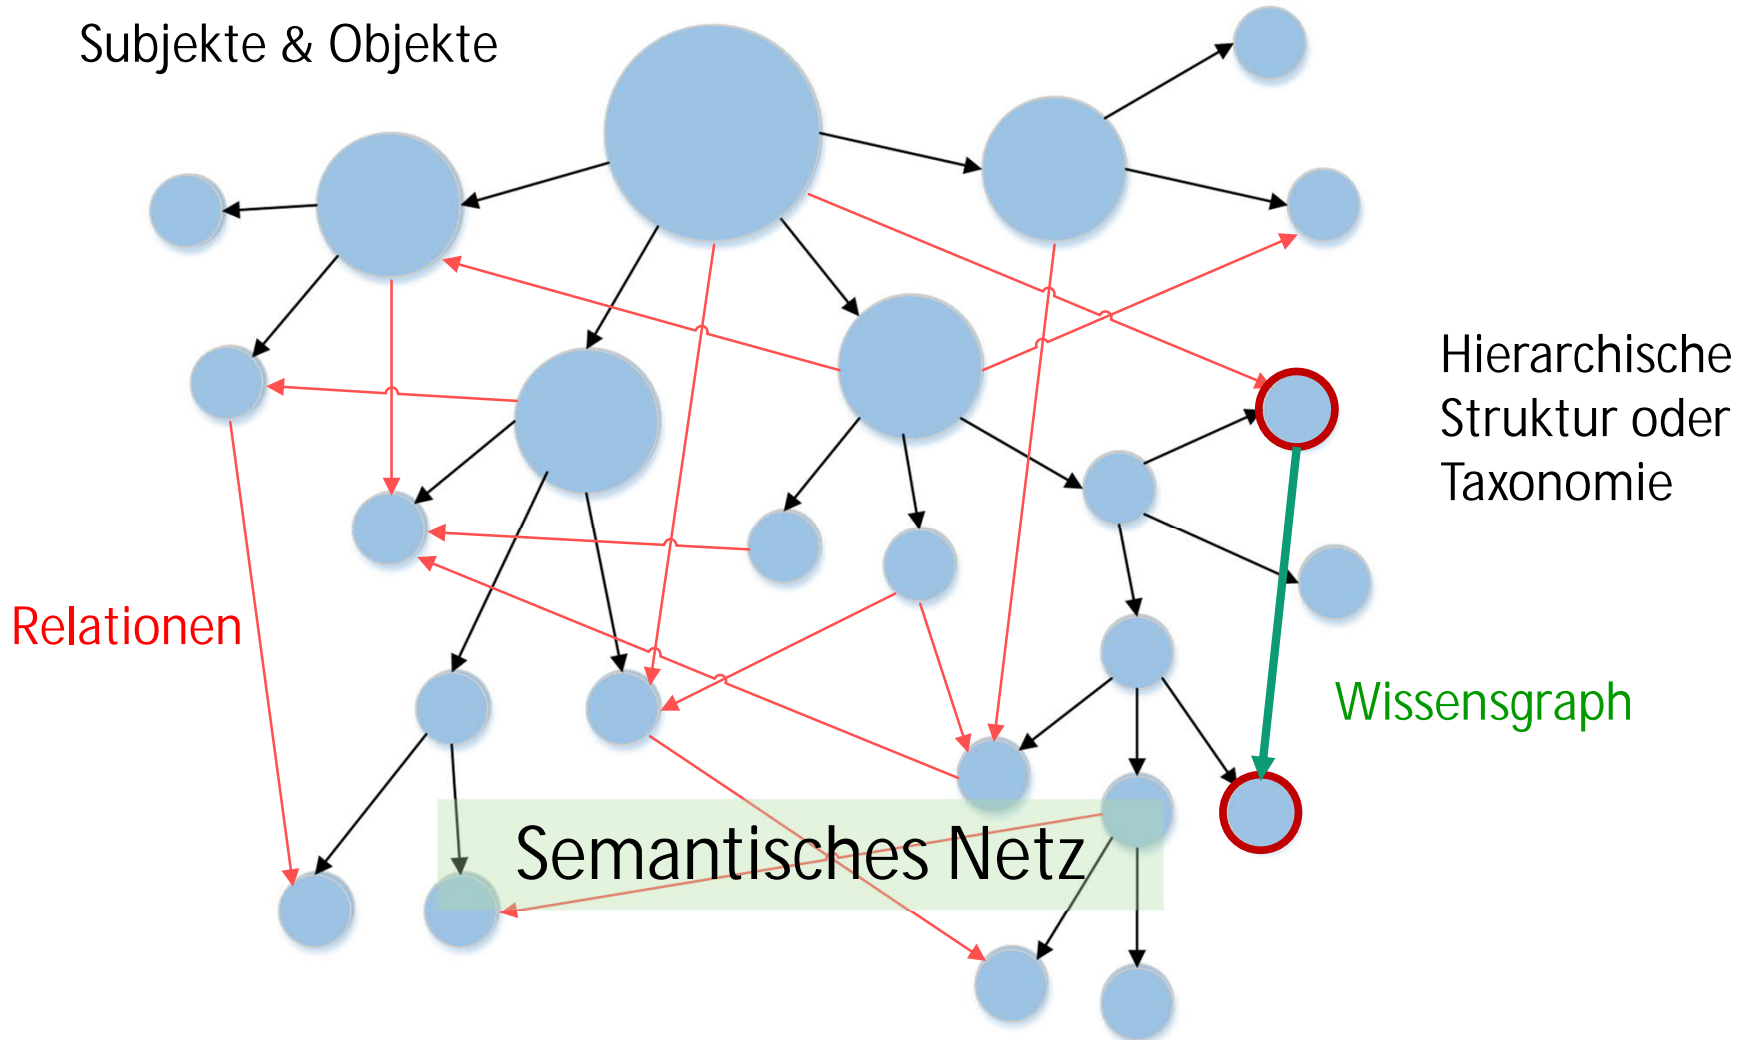 Subjekte & Objekte
Hierarchische
Struktur oder
Taxonomie
Relationen
Wissensgraph
Semantisches Netz